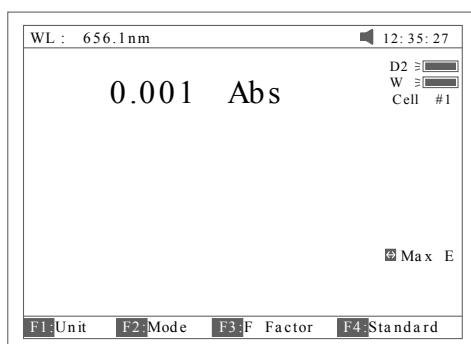 WL: 656.1nm 12:35:27
D2
0.001 Abs
W
Cell #1
Max E
F1:Unit F2:Mode F3:F Factor F4:Standard